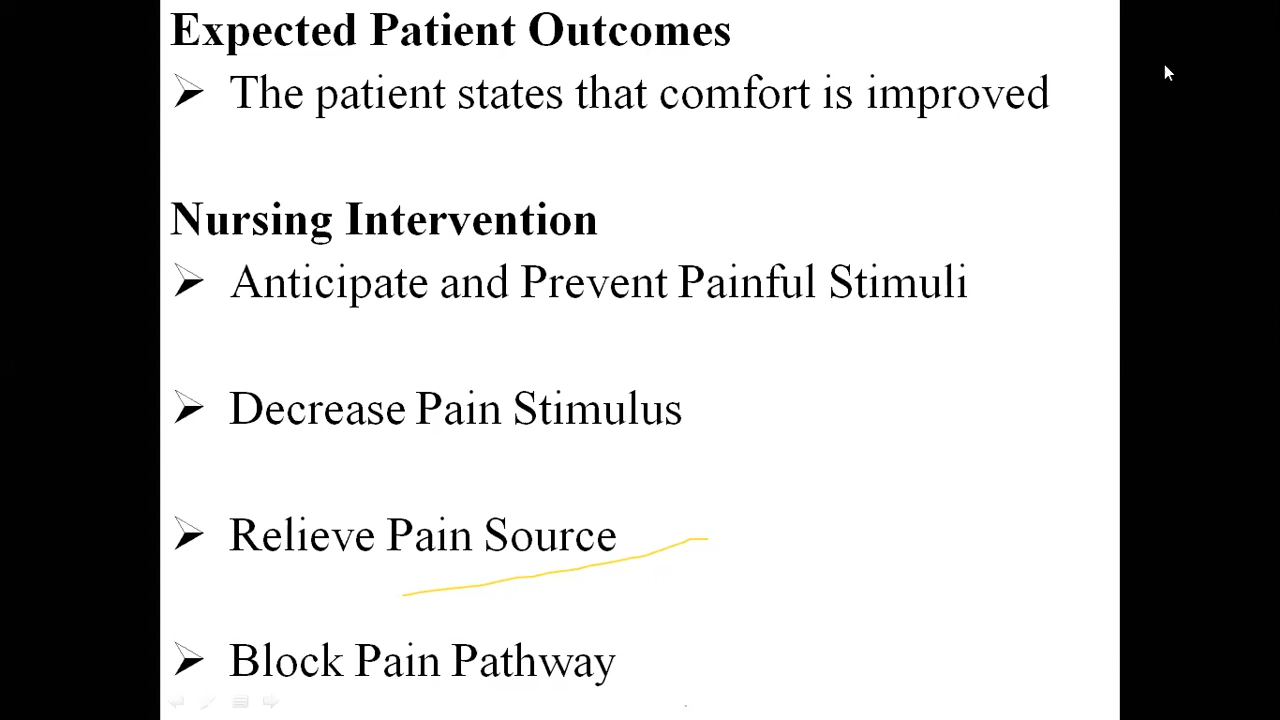 Expected Patient Outcomes
➢ The patient states that comfort is improved
Nursing Intervention
➢ Anticipate and Prevent Painful Stimuli
➢ Decrease Pain Stimulus
➢ Relieve Pain Source
➢ Block Pain Pathway